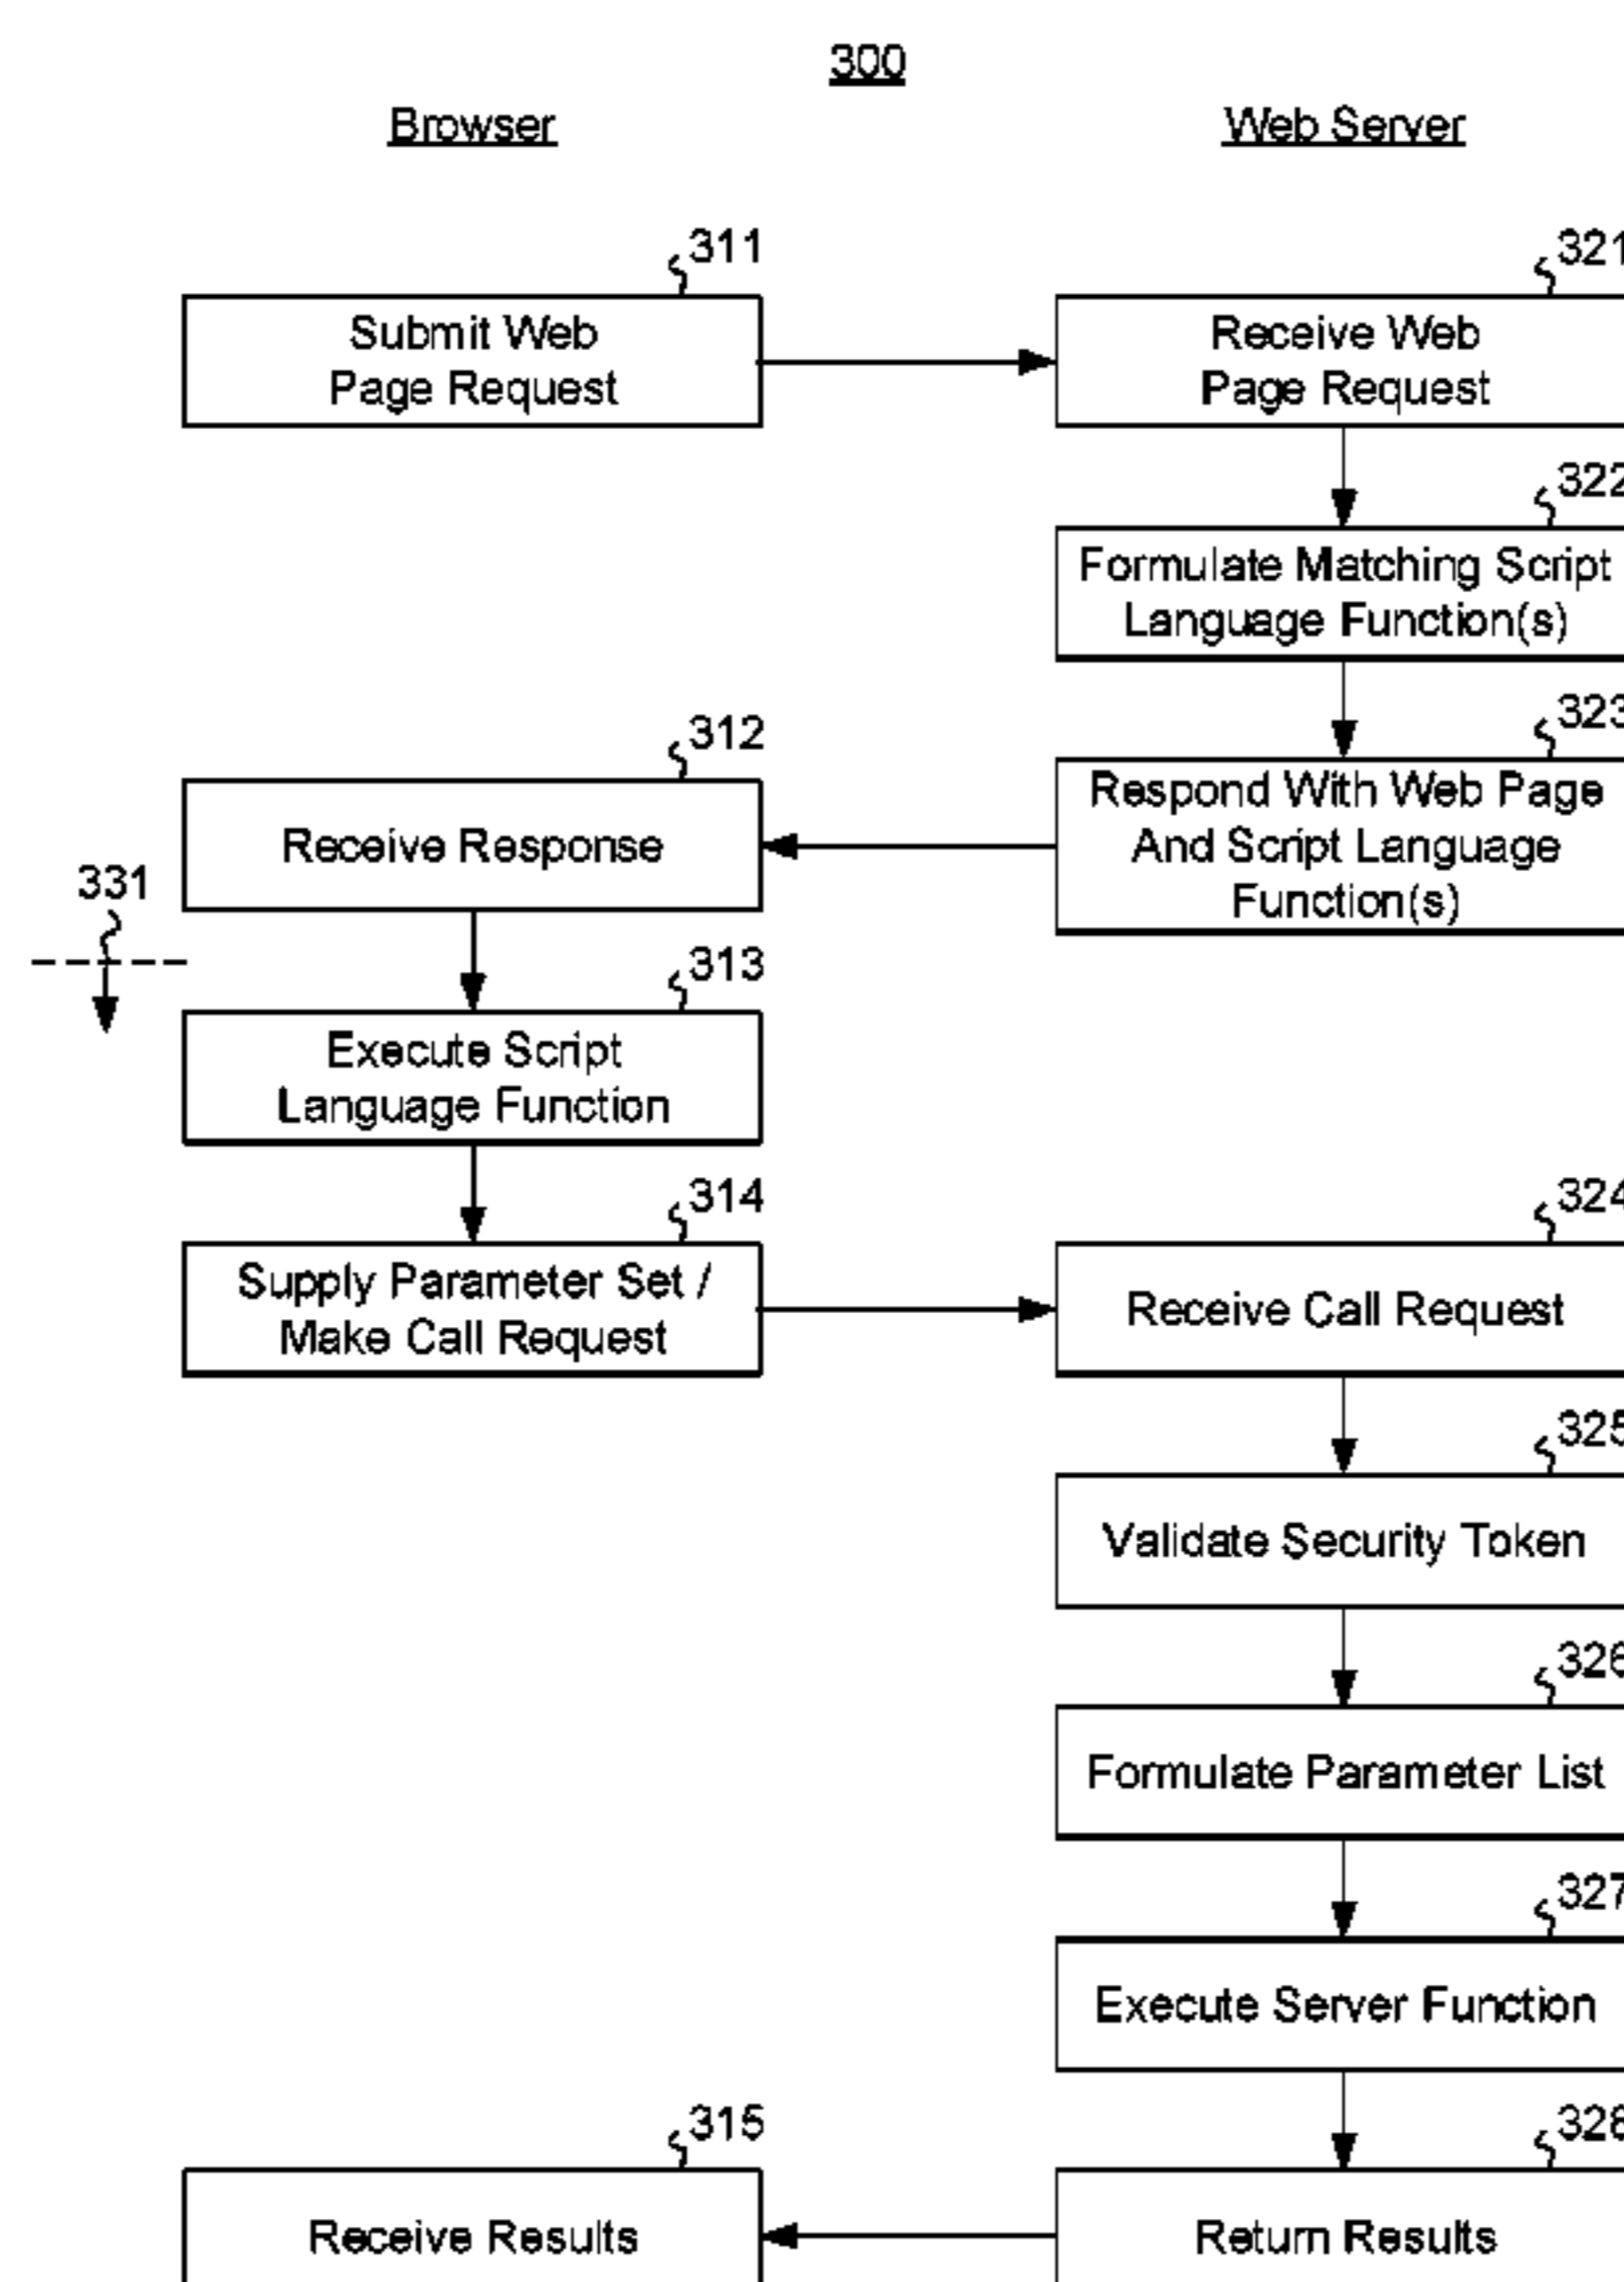 300
Browser
Web Server
311
321
Submit Web
Page Request
Receive Web
Page Request
322
Formulate Matching Script
Language Function(s)
312
323
Receive Response
Respond With Web Page
And Script Language
Function(s)
331
313
Execute Script
Language Function
314
324
Supply Parameter Set /
Make Call Request
Receive Call Request
325
Validate Security Token
326
Formulate Parameter List
327
Execute Server Function
315
328
Receive Results
Return Results